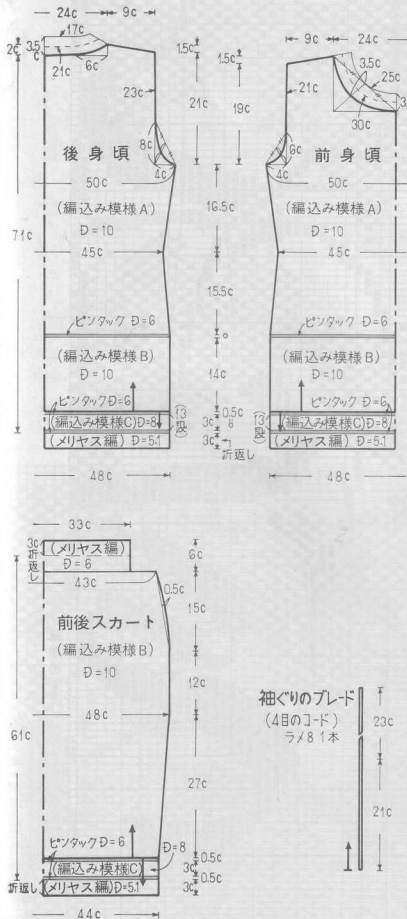 24c
9c
17c
2c
3.5c
21c
6c
1.5c
23c
21c
8c
4c
後身頃
50c
(編込み模様A)
D=10
45c
71c
ピンタック D=6
(編込み模様B)
D=10
ピンタックD=6
(編込み模様C)D=8
(メリヤス編)D=5.1
48c
1.5c
19c
16.5c
15.5c
14c
0.5c
3c
8
3c
折返し
(13段)
9c
24c
3.5c
25c
21c
30c
6c
4c
前身頃
50c
(編込み模様A)
D=10
45c
ピンタック D=6
(編込み模様B)
D=10
ピンタックD=6
(13段)
(編込み模様C)D=8
(メリヤス編)D=5.1
48c
33c
3c
折返し
(メリヤス編)
D=6
6c
43c
0.5c
15c
前後スカート
(編込み模様B)
D=10
12c
48c
61c
27c
ピンタックD=6
D=8
0.5c
(編込み模様C)
3c
0.5c
折返し
(メリヤス編)D=5.1
3c
44c
袖ぐりのブレード
(4目のコード)
ラメ8 1本
23c
21c